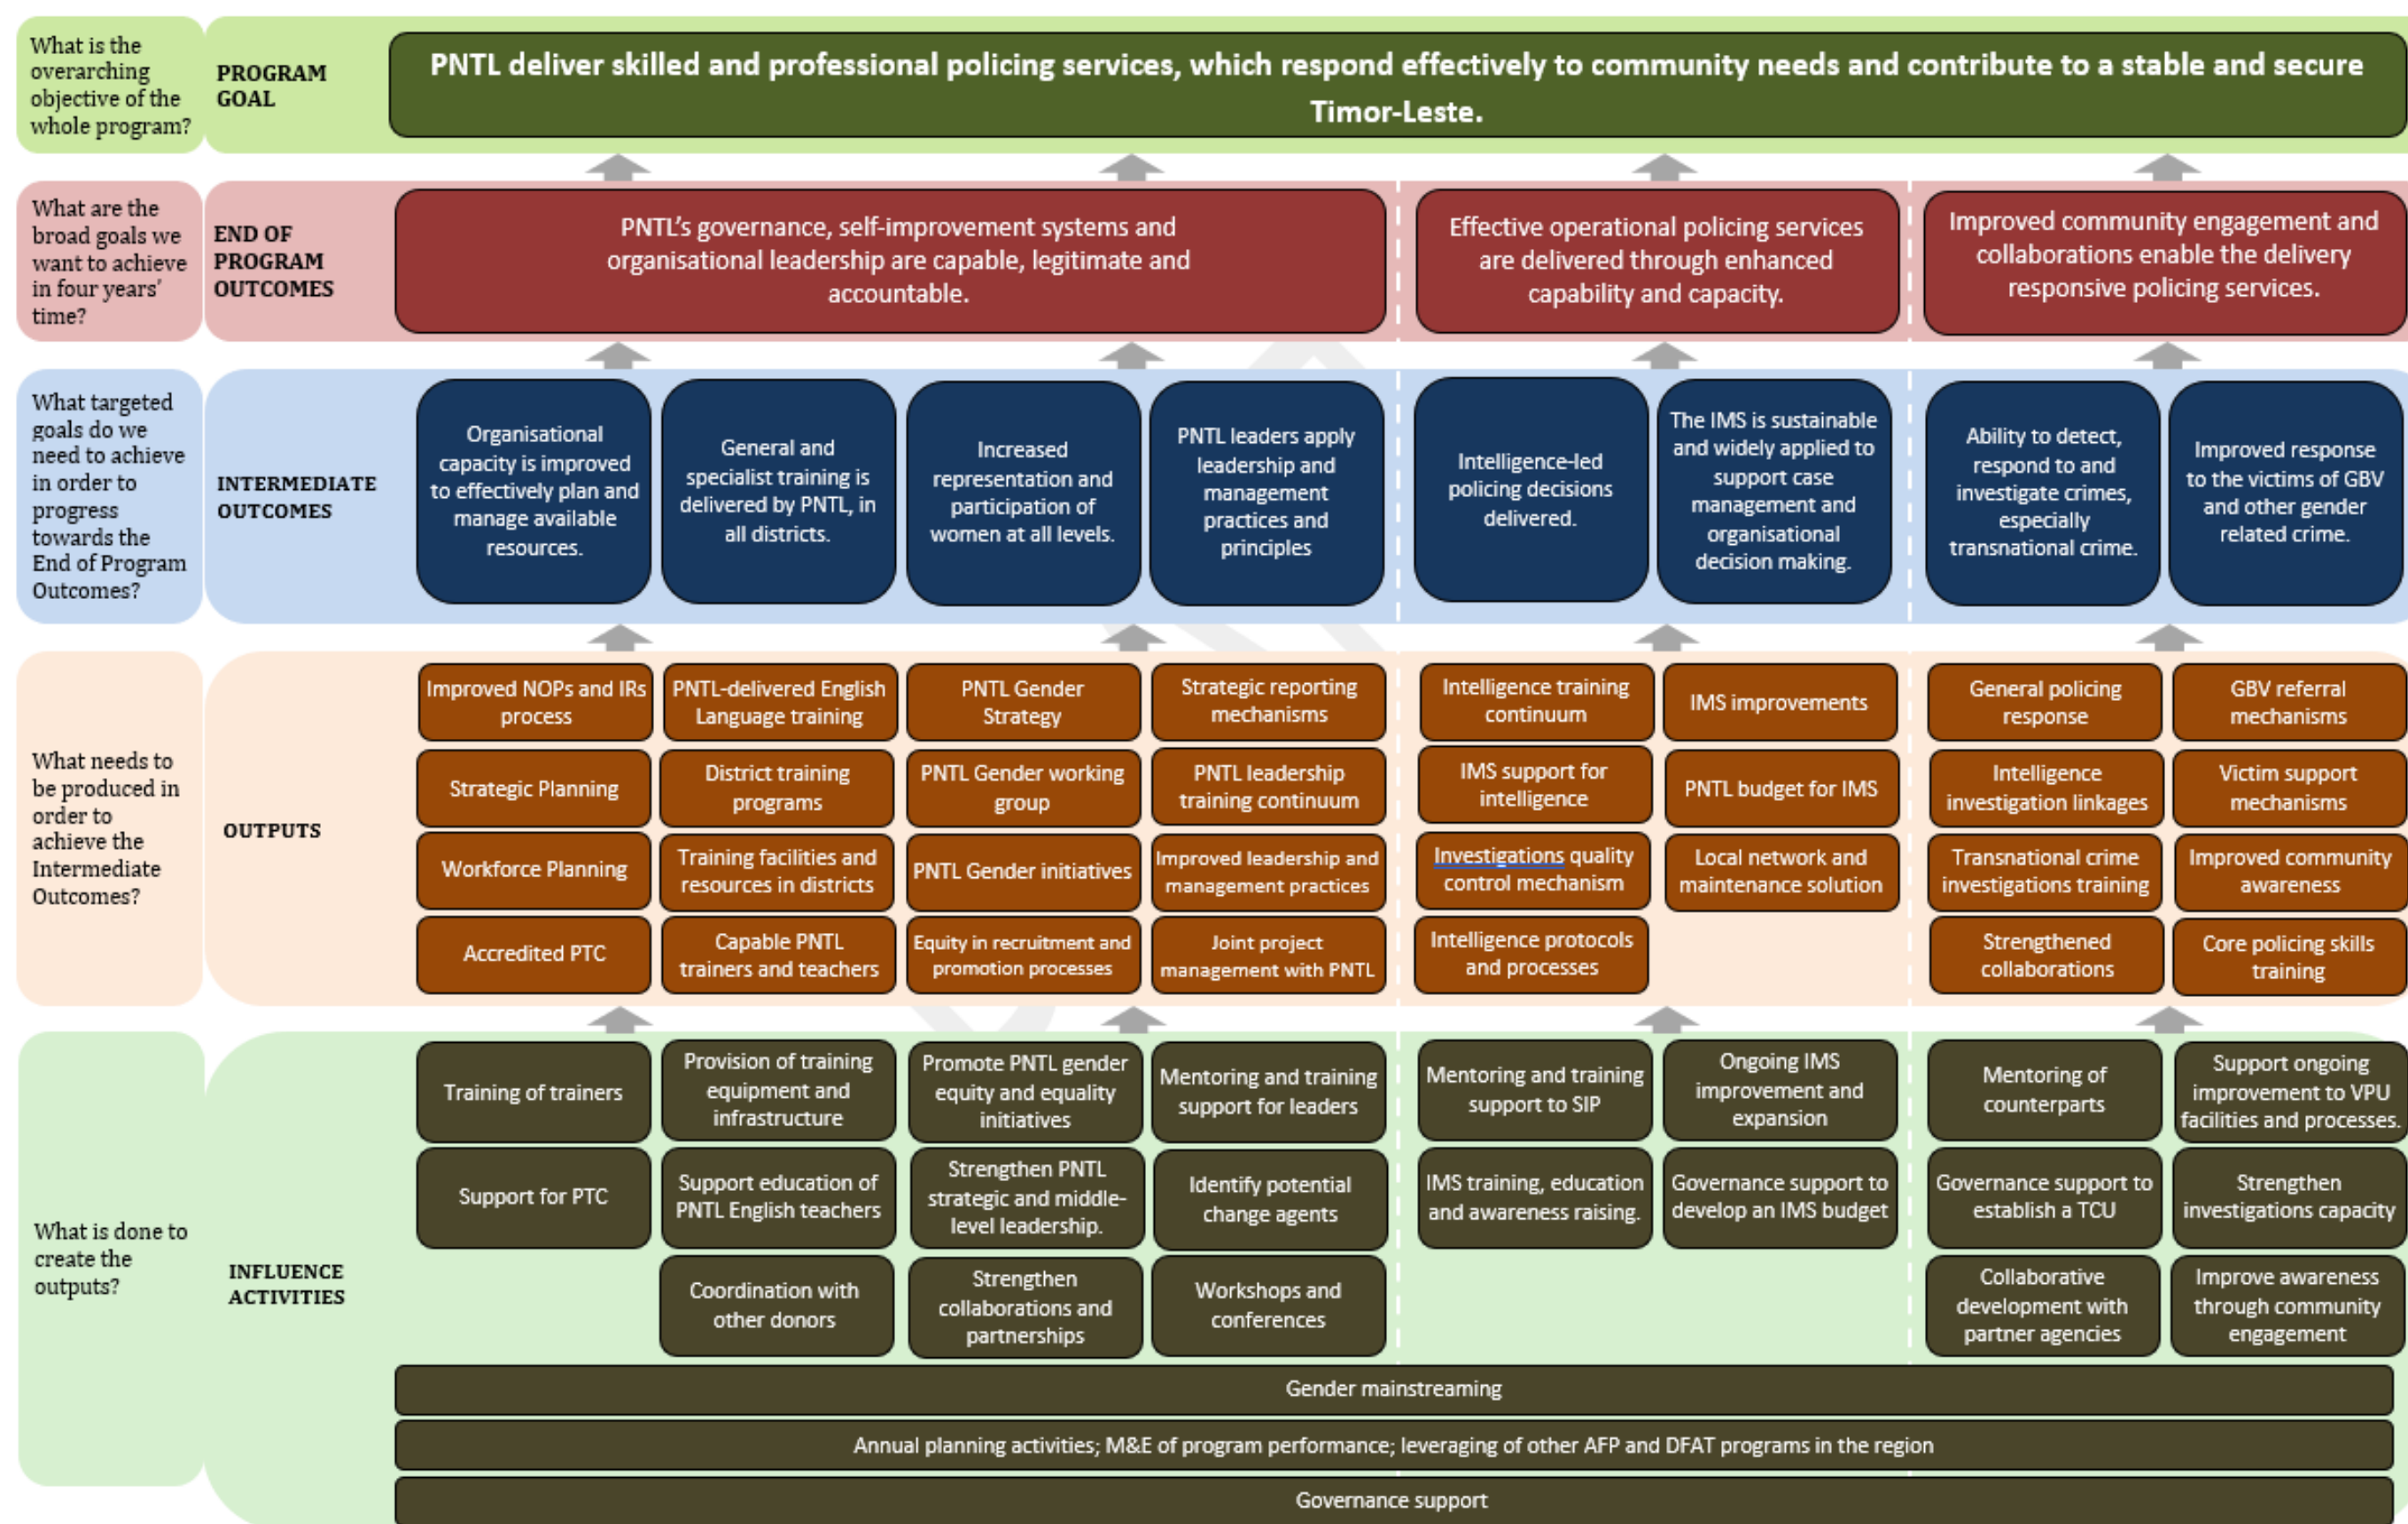 What is the
overarching
objective of the
whole program?
PROGRAM
GOAL
PNTL deliver skilled and professional policing services, which respond effectively to community needs and contribute to a stable and secure
Timor-Leste.
What are the
broad goals we
want to achieve
in four years'
time?
END OF
PROGRAM
OUTCOMES
PNTL's governance, self-improvement systems and
organisational leadership are capable, legitimate and
accountable.
Effective operational policing services
are delivered through enhanced
capability and capacity.
Improved community engagement and
collaborations enable the delivery
responsive policing services.
What targeted
goals do we
need to achieve
in order to
progress
towards the
End of Program
Outcomes?
INTERMEDIATE
OUTCOMES
Organisational
capacity is improved
to effectively plan and
manage available
resources.
General and
specialist training is
delivered by PNTL, in
all districts.
Increased
representation and
participation of
women at all levels.
PNTL leaders apply
leadership and
management
practices and
principles
Intelligence-led
policing decisions
delivered.
The IMS is sustainable
and widely applied to
support case
management and
organisational
decision making.
Ability to detect,
respond to and
investigate crimes,
especially
transnational crime.
Improved response
to the victims of GBV
and other gender
related crime.
What needs to
be produced in
order to
achieve the
Intermediate
Outcomes?
OUTPUTS
Improved NOPs and IRs
process
PNTL-delivered English
Language training
PNTL Gender
Strategy
Strategic reporting
mechanisms
Intelligence training
continuum
IMS improvements
General policing
response
GBV referral
mechanisms
Strategic Planning
District training
programs
PNTL Gender working
group
PNTL leadership
training continuum
IMS support for
intelligence
PNTL budget for IMS
Intelligence
investigation linkages
Victim support
mechanisms
Workforce Planning
Training facilities and
resources in districts
PNTL Gender initiatives
Improved leadership and
management practices
Investigations quality
control mechanism
Local network and
maintenance solution
Transnational crime
investigations training
Improved community
awareness
Accredited PTC
Capable PNTL
trainers and teachers
Equity in recruitment and
promotion processes
Joint project
management with PNTL
Intelligence protocols
and processes
Strengthened
collaborations
Core policing skills
training
What is done to
create the
outputs?
INFLUENCE
ACTIVITIES
Training of trainers
Provision of training
equipment and
infrastructure
Promote PNTL gender
equity and equality
initiatives
Mentoring and training
support for leaders
Mentoring and training
support to SIP
Ongoing IMS
improvement and
expansion
Mentoring of
counterparts
Support ongoing
improvement to VPU
facilities and processes.
Support for PTC
Support education of
PNTL English teachers
Strengthen PNTL
strategic and middle-
level leadership.
Identify potential
change agents
IMS training, education
and awareness raising.
Governance support to
develop an IMS budget
Governance support to
establish a TCU
Strengthen
investigations capacity
Coordination with
other donors
Strengthen
collaborations and
partnerships
Workshops and
conferences
Collaborative
development with
partner agencies
Improve awareness
through community
engagement
Gender mainstreaming
Annual planning activities; M&E of program performance; leveraging of other AFP and DFAT programs in the region
Governance support